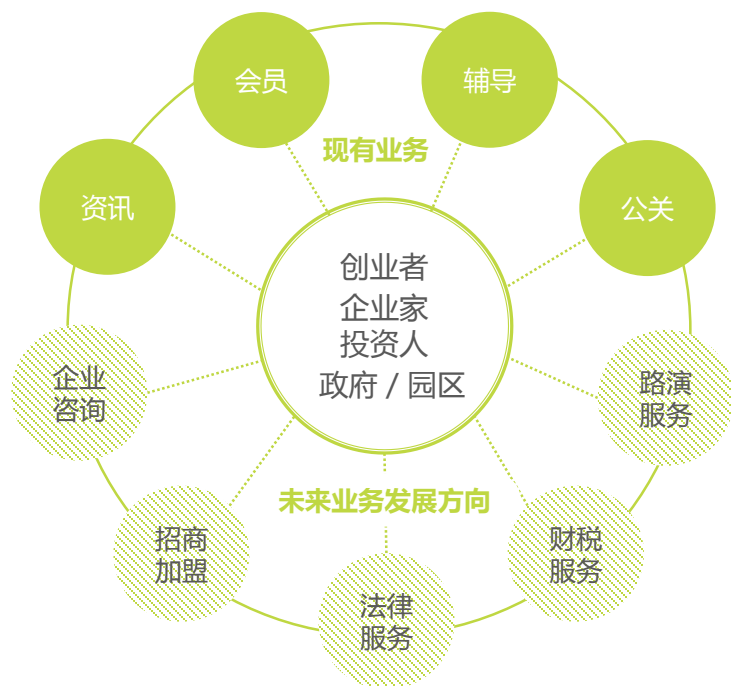 会员
辅导
现有业务
资讯
公关
创业者
企业家
投资人
政府 / 园区
企业
咨询
路演
服务
未来业务发展方向
招商
加盟
财税
服务
法律
服务